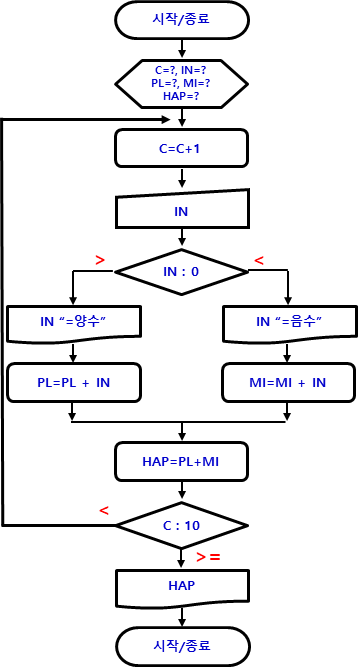 시작/종료
C=?, IN=?
PL=?, MI=?
HAP=?
C=C+1
IN
>
IN : 0
<
IN “=양수”
IN “=음수”
PL=PL + IN
MI=MI + IN
HAP=PL+MI
<
C : 10
>=
HAP
시작/종료